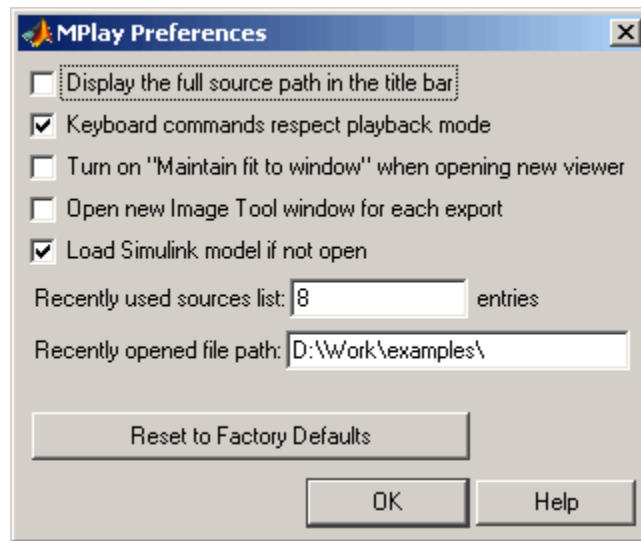 MPlay Preferences
Display the full source path in the title bar
Keyboard commands respect playback mode
Turn on "Maintain fit to window" when opening new viewer
Open new Image Tool window for each export
Load Simulink model if not open
Recently used sources list: 8 entries
Recently opened file path: D:\Work\examples\
Reset to Factory Defaults
OK Help